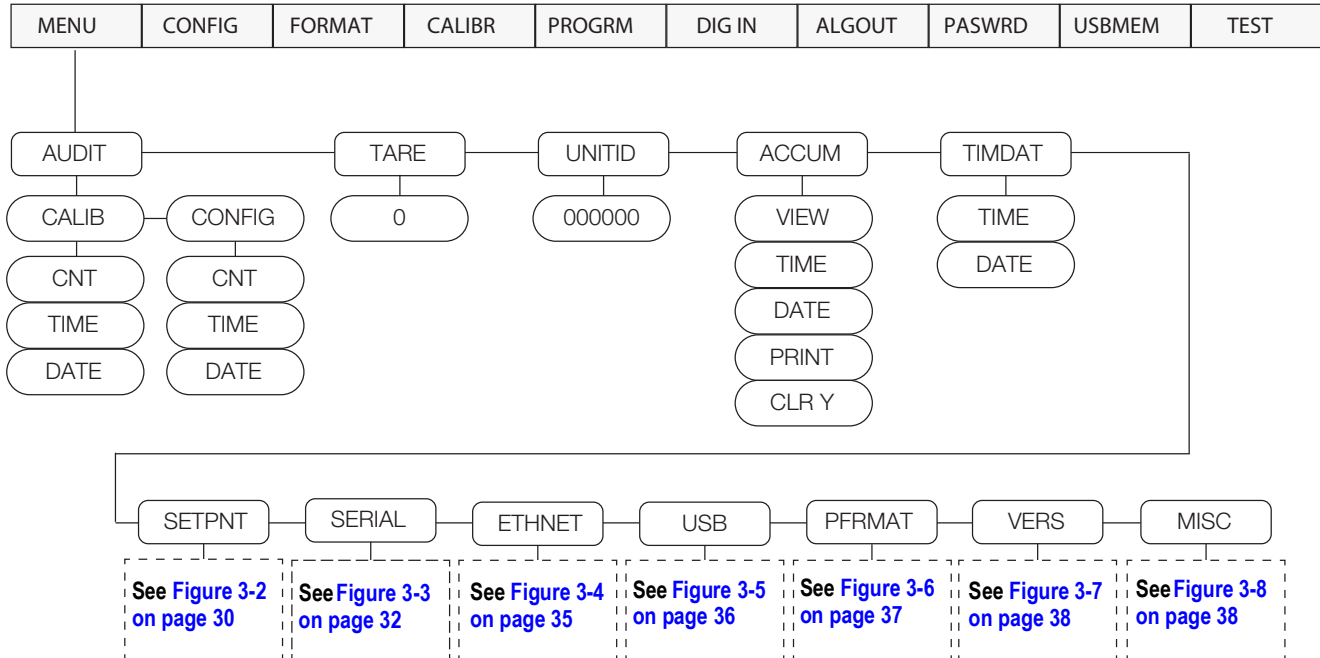 MENU CONFIG FORMAT CALIBR PROGRM DIG IN ALGOUT PASWRD USBMEM TEST
AUDIT TARE UNITID ACCUM TIMDAT
CALIB CONFIG 0 000000 VIEW TIME
CNT CNT TIME DATE
TIME TIME DATE
DATE DATE PRINT
CLR Y
SETPNT SERIAL ETHNET USB PFRMAT VERS MISC
See Figure 3-2
on page 30
See Figure 3-3
on page 32
See Figure 3-4
on page 35
See Figure 3-5
on page 36
See Figure 3-6
on page 37
See Figure 3-7
on page 38
See Figure 3-8
on page 38